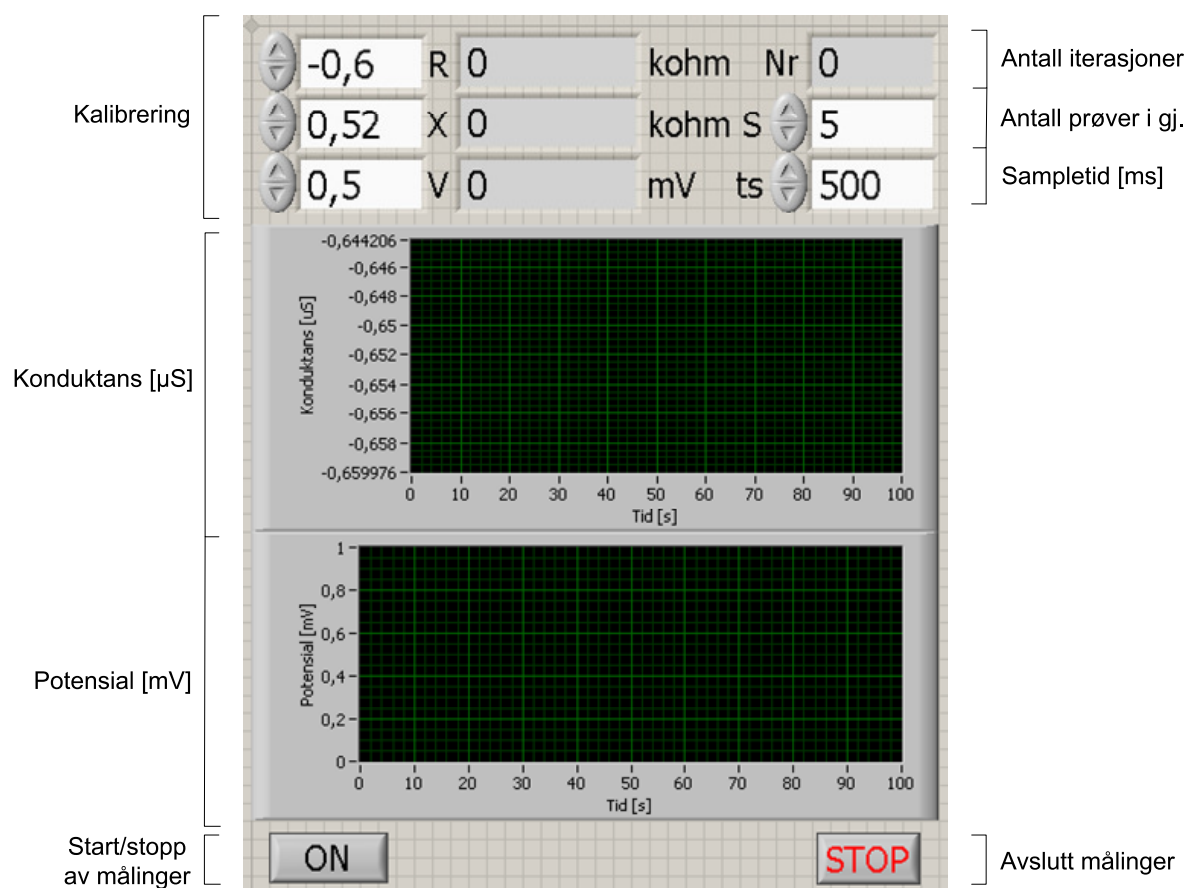 Kalibrering
-0,6 R 0 kohm Nr 0
0,52 X 0 kohm S 5
0,5 V 0 mV ts 500
Antall iterasjoner
Antall prøver i gj.
Sampletid [ms]
Konduktans [µS]
Konduktans [uS]
-0,644206
-0,646
-0,648
-0,65
-0,652
-0,654
-0,656
-0,658
-0,659976
0 10 20 30 40 50 60 70 80 90 100
Tid [s]
Potensial [mV]
Potensial [mV]
1
0,8
0,6
0,4
0,2
0
0 10 20 30 40 50 60 70 80 90 100
Tid [s]
Start/stopp
av målinger
ON
STOP
Avslutt målinger